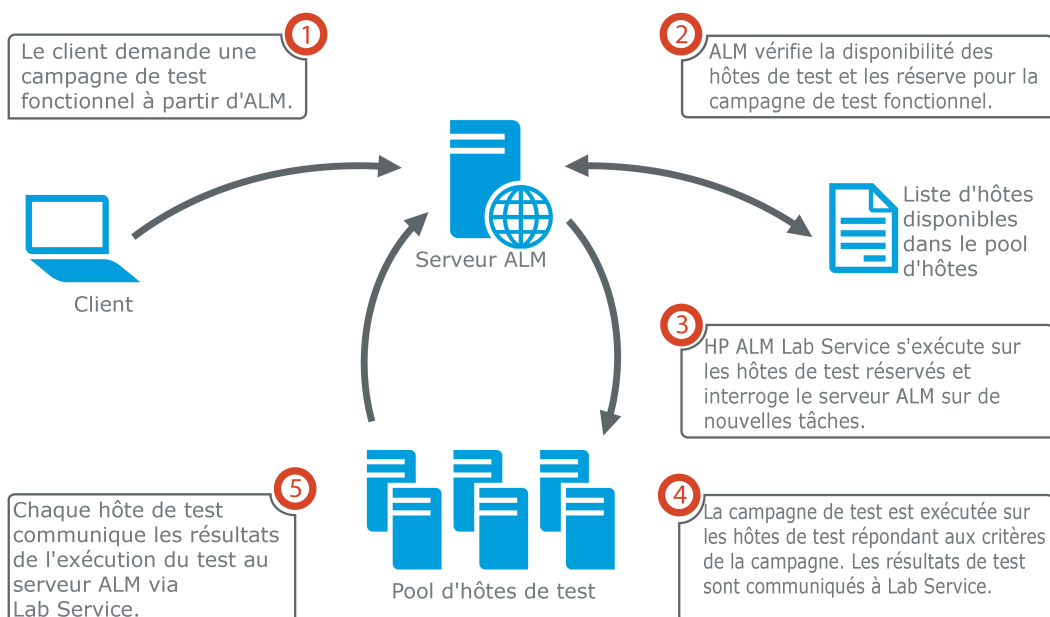 1
Le client demande une
campagne de test
fonctionnel à partir d'ALM.
2
ALM vérifie la disponibilité des
hôtes de test et les réserve pour la
campagne de test fonctionnel.
Client
Serveur ALM
Liste d'hôtes
disponibles
dans le pool
d'hôtes
3
HP ALM Lab Service s'exécute sur
les hôtes de test réservés et
interroge le serveur ALM sur de
nouvelles tâches.
4
La campagne de test est exécutée sur
les hôtes de test répondant aux critères
de la campagne. Les résultats de test
sont communiqués à Lab Service.
5
Chaque hôte de test
communique les résultats
de l'exécution du test au
serveur ALM via
Lab Service.
Pool d'hôtes de test